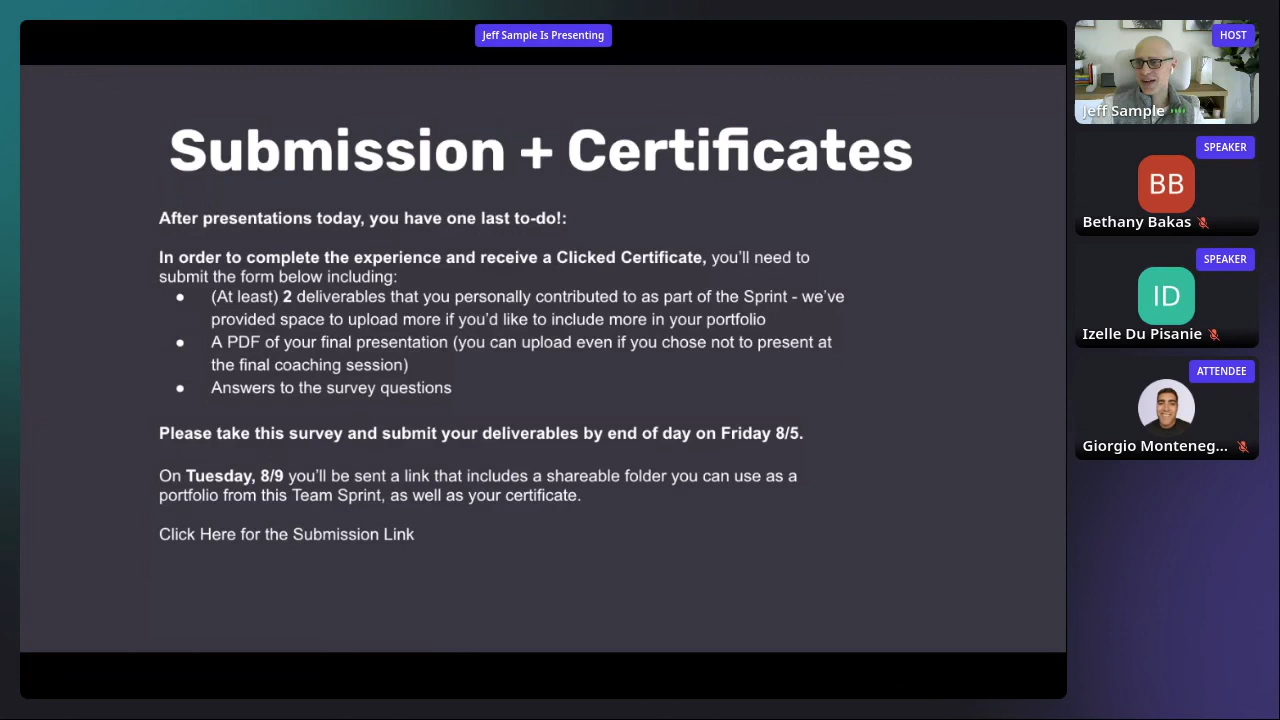 Jeff Sample Is Presenting
Submission + Certificates
After presentations today, you have one last to-do!:
In order to complete the experience and receive a Clicked Certificate, you'll need to
submit the form below including:
● (At least) 2 deliverables that you personally contributed to as part of the Sprint - we've
provided space to upload more if you'd like to include more in your portfolio
● A PDF of your final presentation (you can upload even if you chose not to present at
the final coaching session)
● Answers to the survey questions
Please take this survey and submit your deliverables by end of day on Friday 8/5.
On Tuesday, 8/9 you'll be sent a link that includes a shareable folder you can use as a
portfolio from this Team Sprint, as well as your certificate.
Click Here for the Submission Link
HOST
Jeff Sample
SPEAKER
BB
Bethany Bakas
SPEAKER
ID
Izelle Du Pisanie
ATTENDEE
Giorgio Monteneg...